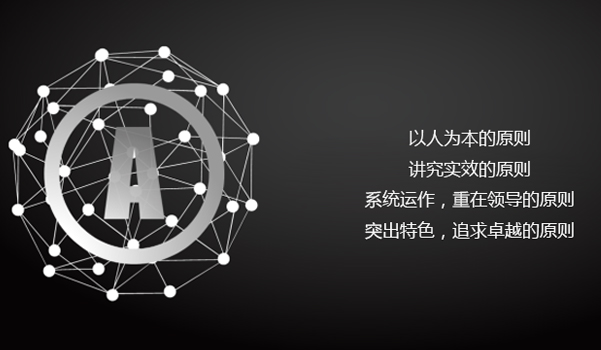 A
以人为本的原则
讲究实效的原则
系统运作，重在领导的原则
突出特色，追求卓越的原则